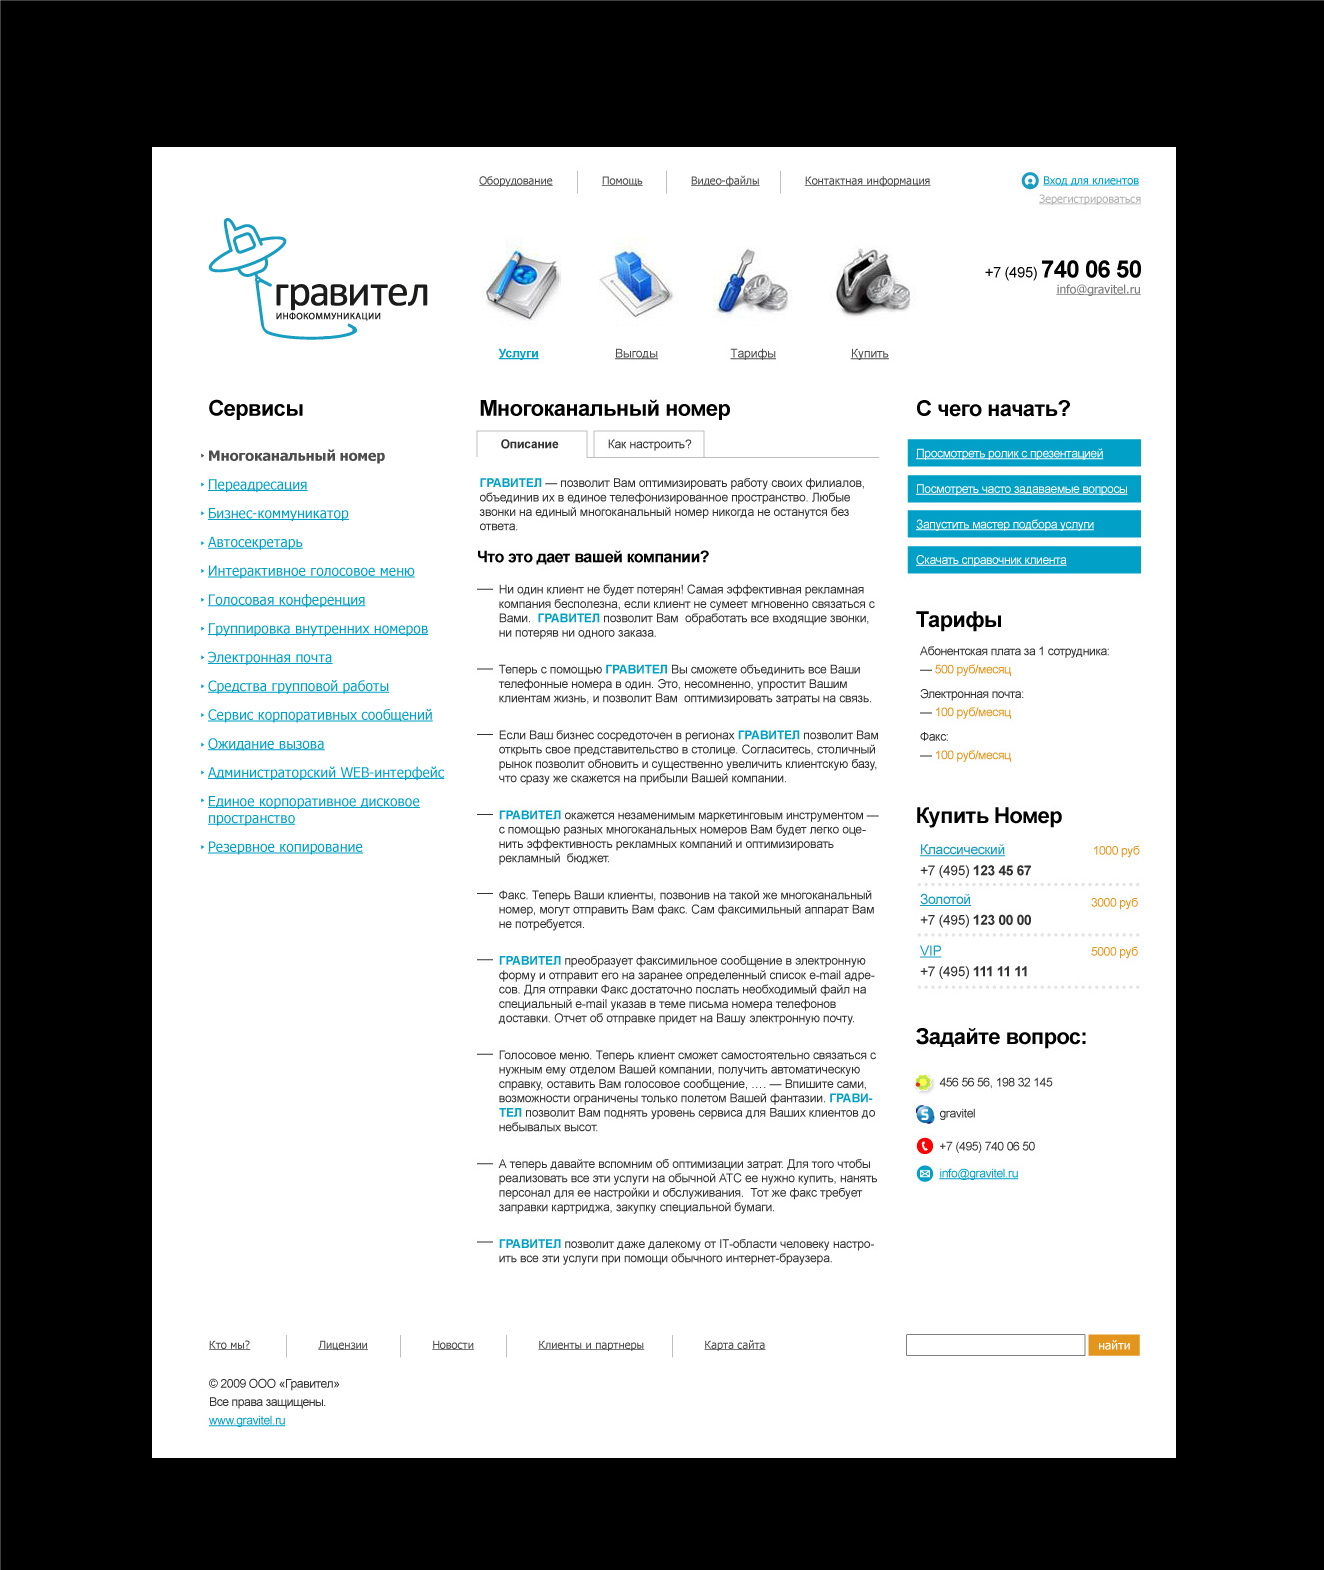 Оборудование
Помощь
Видео-файлы
Контактная информация
Вход для клиентов
Зерегистрироваться
гравител
ИНФОКОММУНИКАЦИИ
+7 (495) 740 06 50
info@gravitel.ru
Услуги
Выгоды
Тарифы
Купить
Сервисы
Многоканальный номер
Переадресация
Бизнес-коммуникатор
Автосекретарь
Интерактивное голосовое меню
Голосовая конференция
Группировка внутренних номеров
Электронная почта
Средства групповой работы
Сервис корпоративных сообщений
Ожидание вызова
Администраторский WEB-интерфейс
Единое корпоративное дисковое
пространство
Резервное копирование
Многоканальный номер
Описание
Как настроить?
ГРАВИТЕЛ — позволит Вам оптимизировать работу своих филиалов,
объединив их в единое телефонизированное пространство. Любые
звонки на единый многоканальный номер никогда не останутся без
ответа.
Что это дает вашей компании?
— Ни один клиент не будет потерян! Самая эффективная рекламная
компания бесполезна, если клиент не сумеет мгновенно связаться с
Вами. ГРАВИТЕЛ позволит Вам обработать все входящие звонки,
ни потеряв ни одного заказа.
— Теперь с помощью ГРАВИТЕЛ Вы сможете объединить все Ваши
телефонные номера в один. Это, несомненно, упростит Вашим
клиентам жизнь, и позволит Вам оптимизировать затраты на связь.
— Если Ваш бизнес сосредоточен в регионах ГРАВИТЕЛ позволит Вам
открыть свое представительство в столице. Согласитесь, столичный
рынок позволит обновить и существенно увеличить клиентскую базу,
что сразу же скажется на прибыли Вашей компании.
— ГРАВИТЕЛ окажется незаменимым маркетинговым инструментом —
с помощью разных многоканальных номеров Вам будет легко оце-
нить эффективность рекламных компаний и оптимизировать
рекламный бюджет.
— Факс. Теперь Ваши клиенты, позвонив на такой же многоканальный
номер, могут отправить Вам факс. Сам факсимильный аппарат Вам
не потребуется.
— ГРАВИТЕЛ преобразует факсимильное сообщение в электронную
форму и отправит его на заранее определенный список e-mail адре-
сов. Для отправки Факс достаточно послать необходимый файл на
специальный e-mail указав в теме письма номера телефонов
доставки. Отчет об отправке придет на Вашу электронную почту.
— Голосовое меню. Теперь клиент сможет самостоятельно связаться с
нужным ему отделом Вашей компании, получить автоматическую
справку, оставить Вам голосовое сообщение, …. — Впишите сами,
возможности ограничены только полетом Вашей фантазии. ГРАВИ-
ТЕЛ позволит Вам поднять уровень сервиса для Ваших клиентов до
небывалых высот.
— А теперь давайте вспомним об оптимизации затрат. Для того чтобы
реализовать все эти услуги на обычной АТС ее нужно купить, нанять
персонал для ее настройки и обслуживания. Тот же факс требует
заправки картриджа, закупку специальной бумаги.
— ГРАВИТЕЛ позволит даже далекому от IT-области человеку настро-
ить все эти услуги при помощи обычного интернет-браузера.
С чего начать?
Просмотреть ролик с презентацией
Посмотреть часто задаваемые вопросы
Запустить мастер подбора услуги
Скачать справочник клиента
Тарифы
Абонентская плата за 1 сотрудника:
— 500 руб/месяц
Электронная почта:
— 100 руб/месяц
Факс:
— 100 руб/месяц
Купить Номер
Классический 1000 руб
+7 (495) 123 45 67
Золотой 3000 руб
+7 (495) 123 00 00
VIP 5000 руб
+7 (495) 111 11 11
Задайте вопрос:
456 56 56, 198 32 145
gravitel
+7 (495) 740 06 50
info@gravitel.ru
Кто мы?
Лицензии
Новости
Клиенты и партнеры
Карта сайта
найти
© 2009 ООО «Гравител»
Все права защищены.
www.gravitel.ru